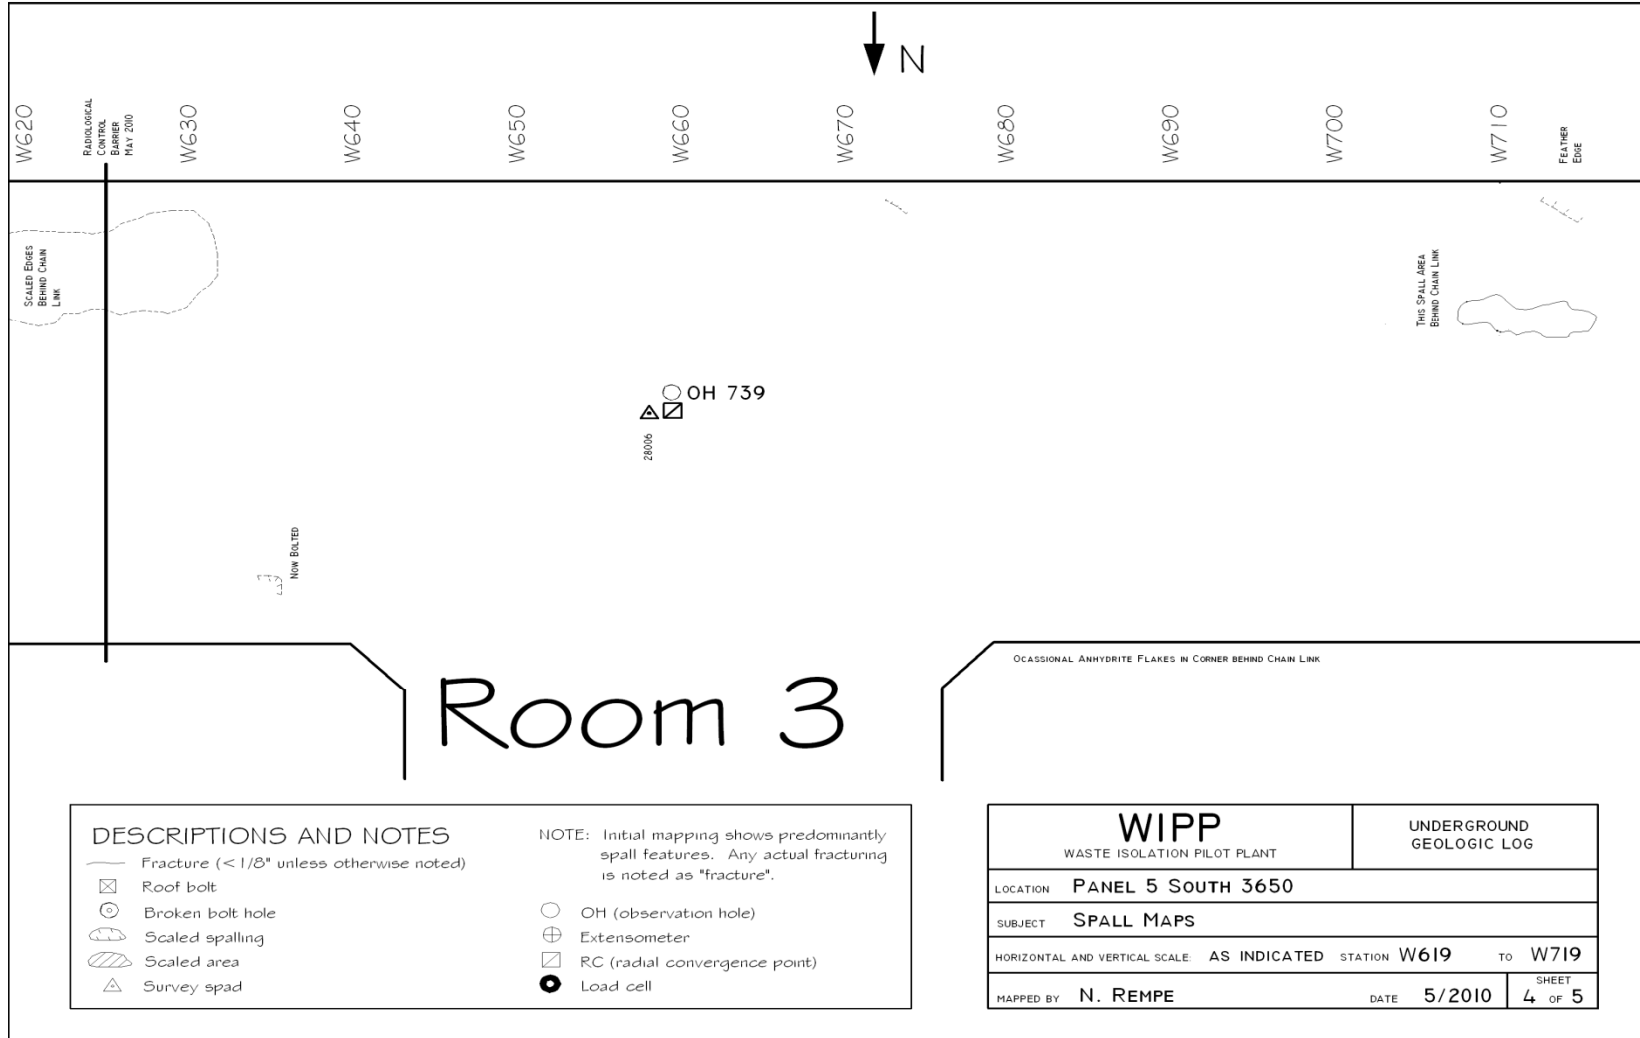 N
W620
RADIOLOGICAL
CONTROL
BARRIER
MAY 2010
W630
W640
W650
W660
W670
W680
W690
W700
W710
FEATHER
EDGE
SCALED EDGES
BEHIND CHAIN
LINK
THIS SPALL AREA
BEHIND CHAIN LINK
OH 739
28006
NOW BOLTED
OCASSIONAL ANHYDRITE FLAKES IN CORNER BEHIND CHAIN LINK
Room 3
DESCRIPTIONS AND NOTES
Fracture (<1/8" unless otherwise noted)
Roof bolt
Broken bolt hole
Scaled spalling
Scaled area
Survey spad
NOTE: Initial mapping shows predominantly
spall features. Any actual fracturing
is noted as "fracture".
OH (observation hole)
Extensometer
RC (radial convergence point)
Load cell
WIPP
WASTE ISOLATION PILOT PLANT
UNDERGROUND
GEOLOGIC LOG
LOCATION PANEL 5 SOUTH 3650
SUBJECT SPALL MAPS
HORIZONTAL AND VERTICAL SCALE: AS INDICATED STATION W619 TO W719
MAPPED BY N. REMPE DATE 5/2010 SHEET
4 OF 5